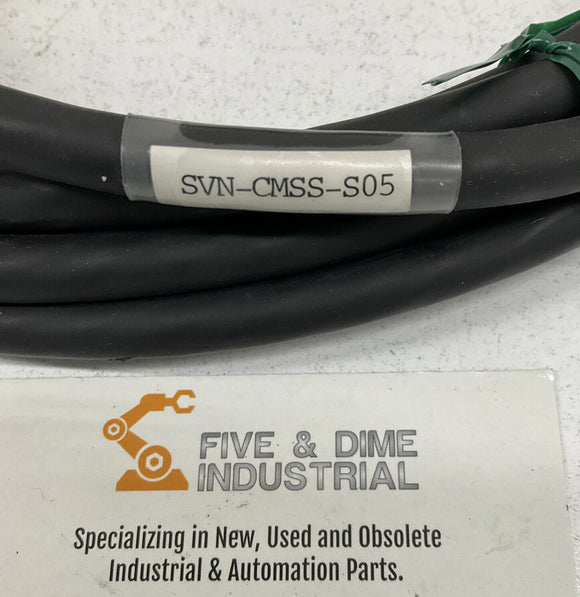 SVN-CMSS-S05
FIVE & DIME
INDUSTRIAL
Specializing in New, Used and Obsolete
Industrial & Automation Parts.